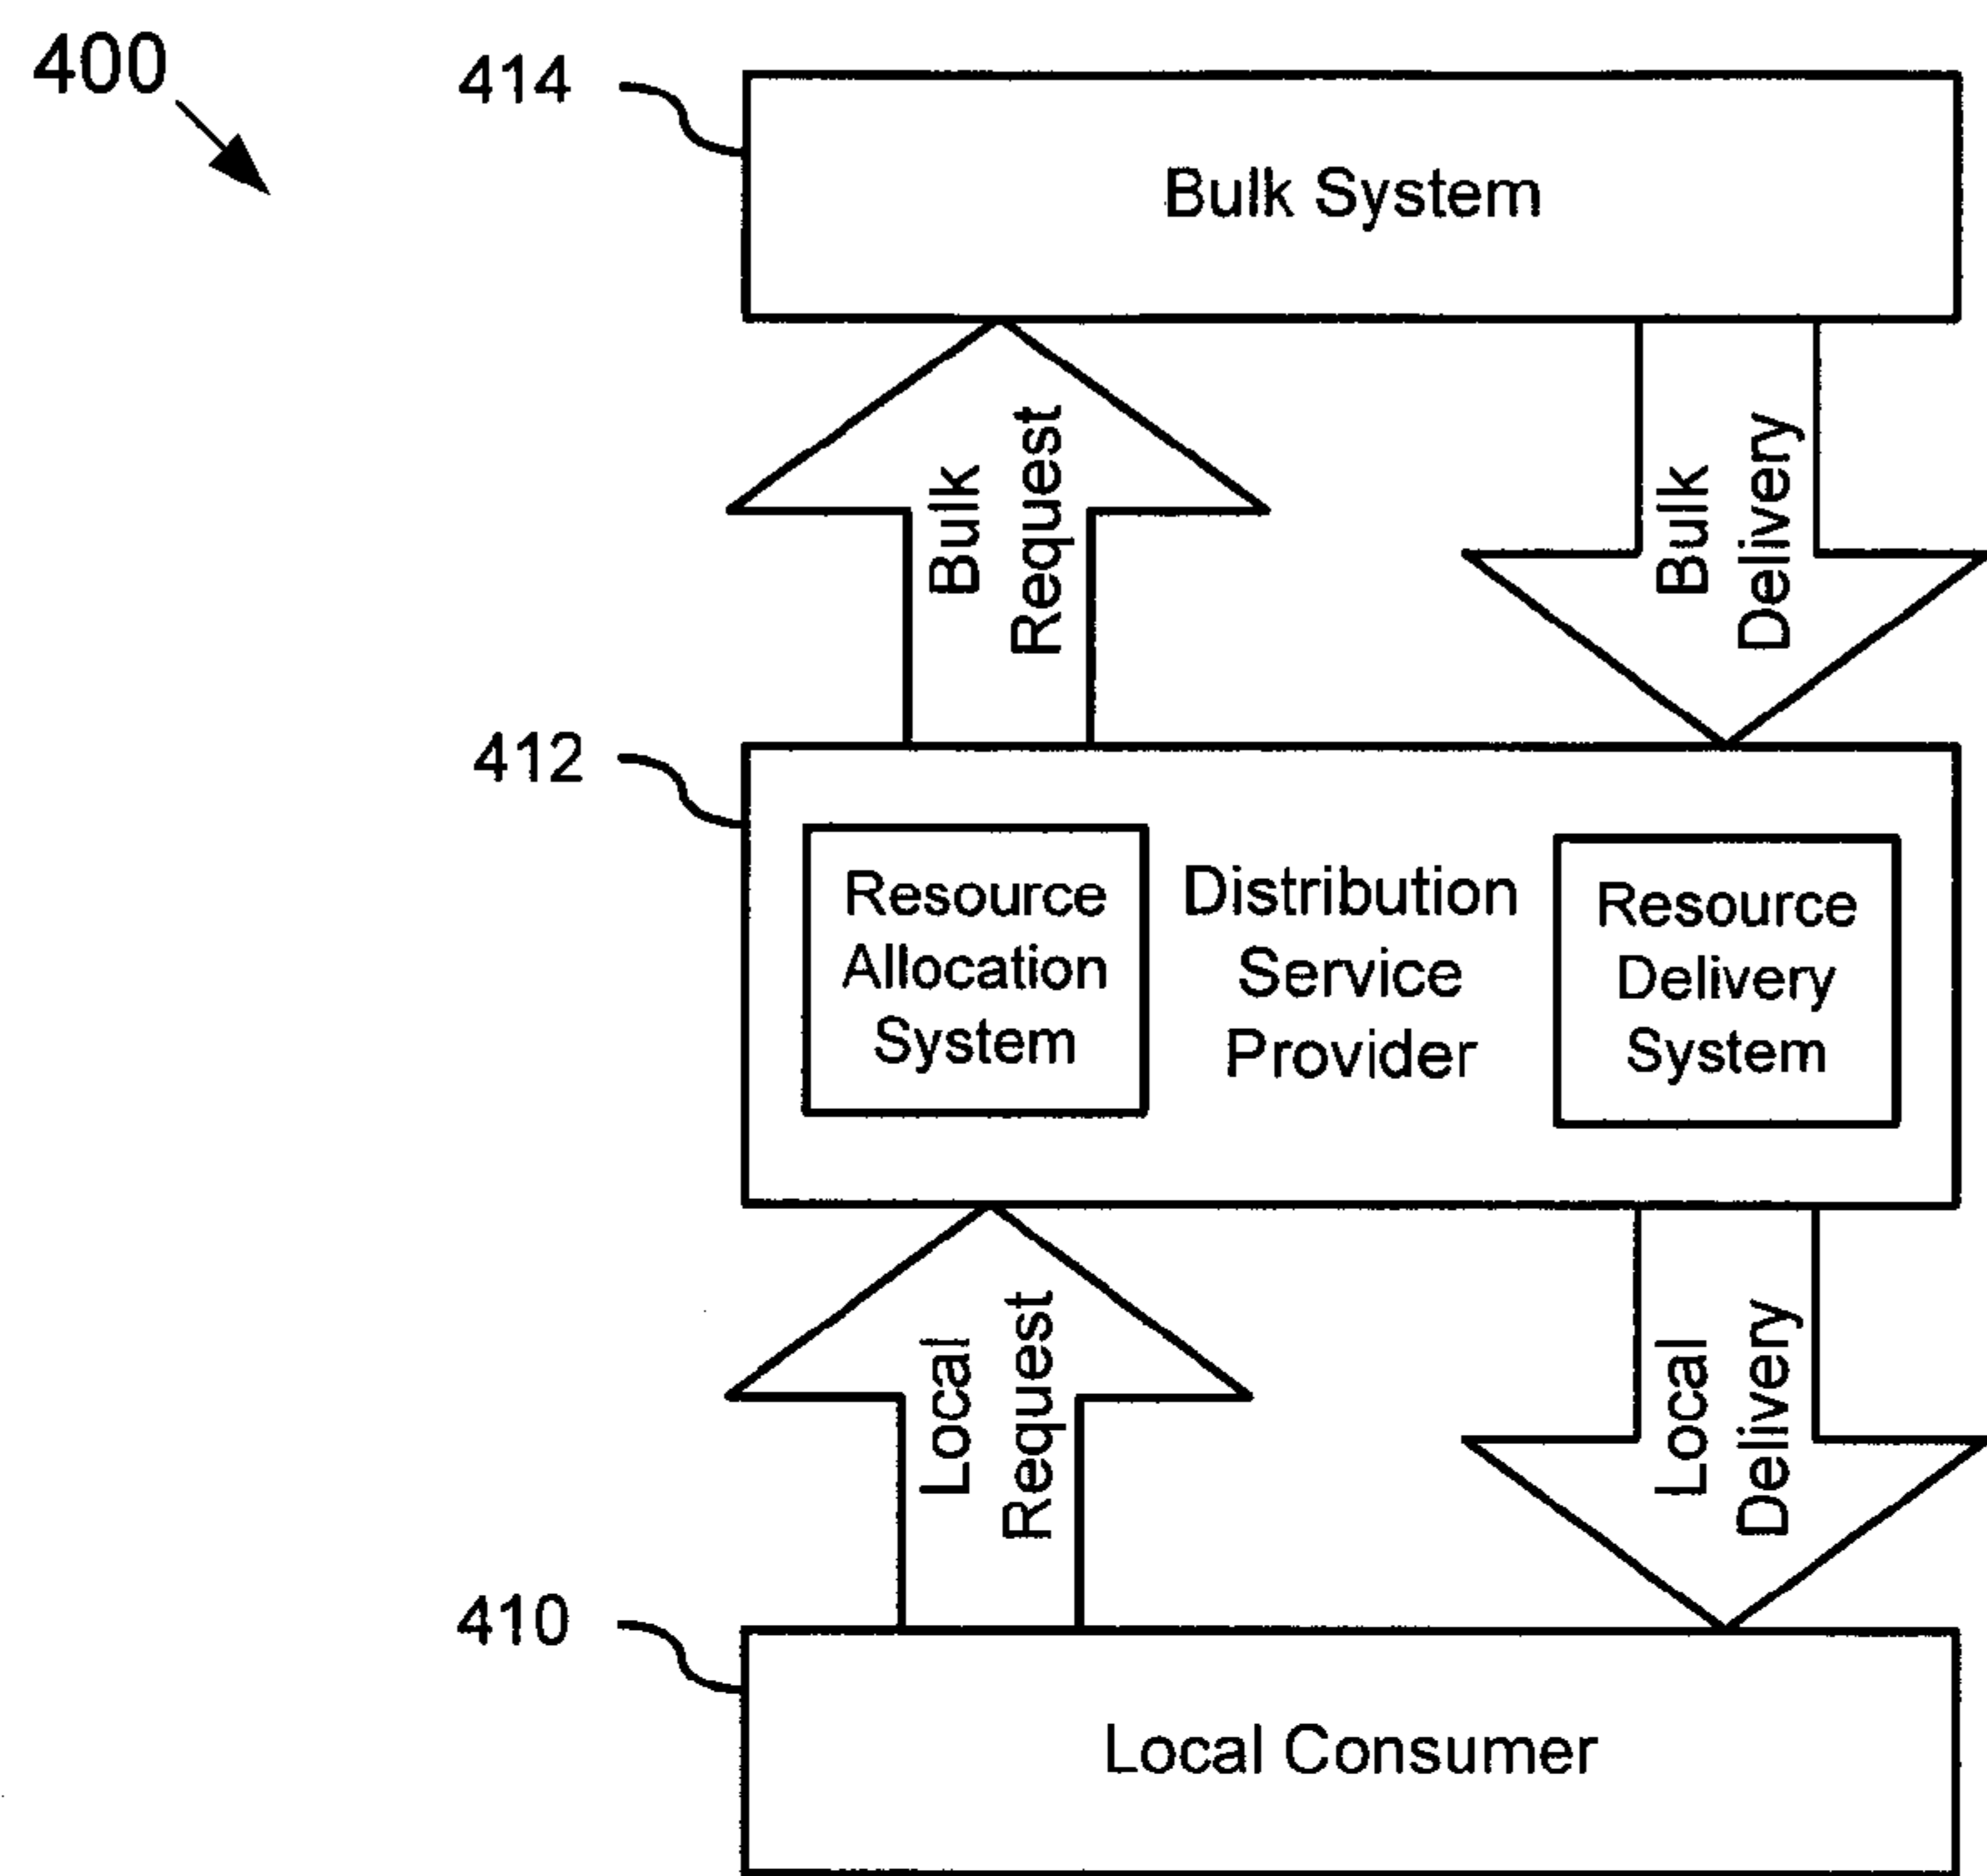 400
414
Bulk System
Bulk
Request
Bulk
Delivery
412
Resource
Allocation
System
Distribution
Service
Provider
Resource
Delivery
System
Local
Request
Local
Delivery
410
Local Consumer